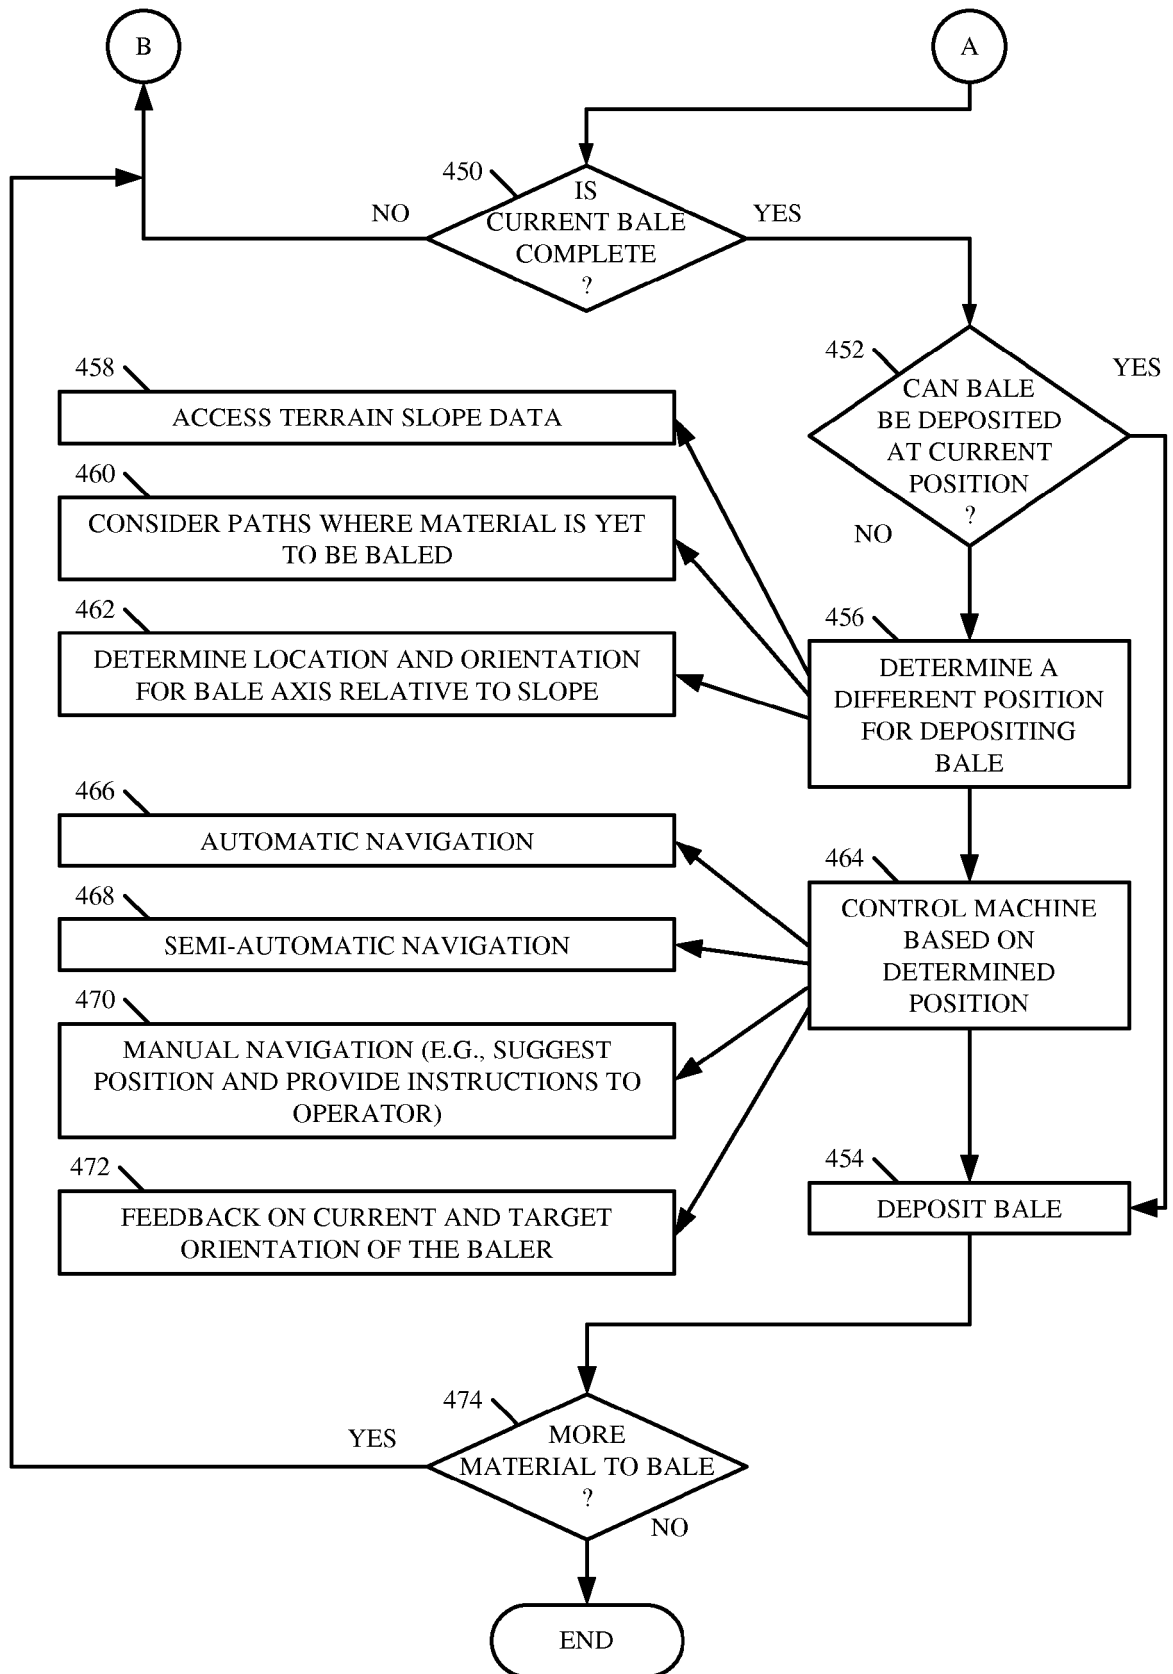 B
A
450
IS
CURRENT BALE
COMPLETE
?
NO
YES
452
CAN BALE
BE DEPOSITED
AT CURRENT
POSITION
?
YES
NO
458
ACCESS TERRAIN SLOPE DATA
460
CONSIDER PATHS WHERE MATERIAL IS YET
TO BE BALED
462
DETERMINE LOCATION AND ORIENTATION
FOR BALE AXIS RELATIVE TO SLOPE
456
DETERMINE A
DIFFERENT POSITION
FOR DEPOSITING
BALE
466
AUTOMATIC NAVIGATION
468
SEMI-AUTOMATIC NAVIGATION
470
MANUAL NAVIGATION (E.G., SUGGEST
POSITION AND PROVIDE INSTRUCTIONS TO
OPERATOR)
472
FEEDBACK ON CURRENT AND TARGET
ORIENTATION OF THE BALER
464
CONTROL MACHINE
BASED ON
DETERMINED
POSITION
454
DEPOSIT BALE
474
MORE
MATERIAL TO BALE
?
YES
NO
END